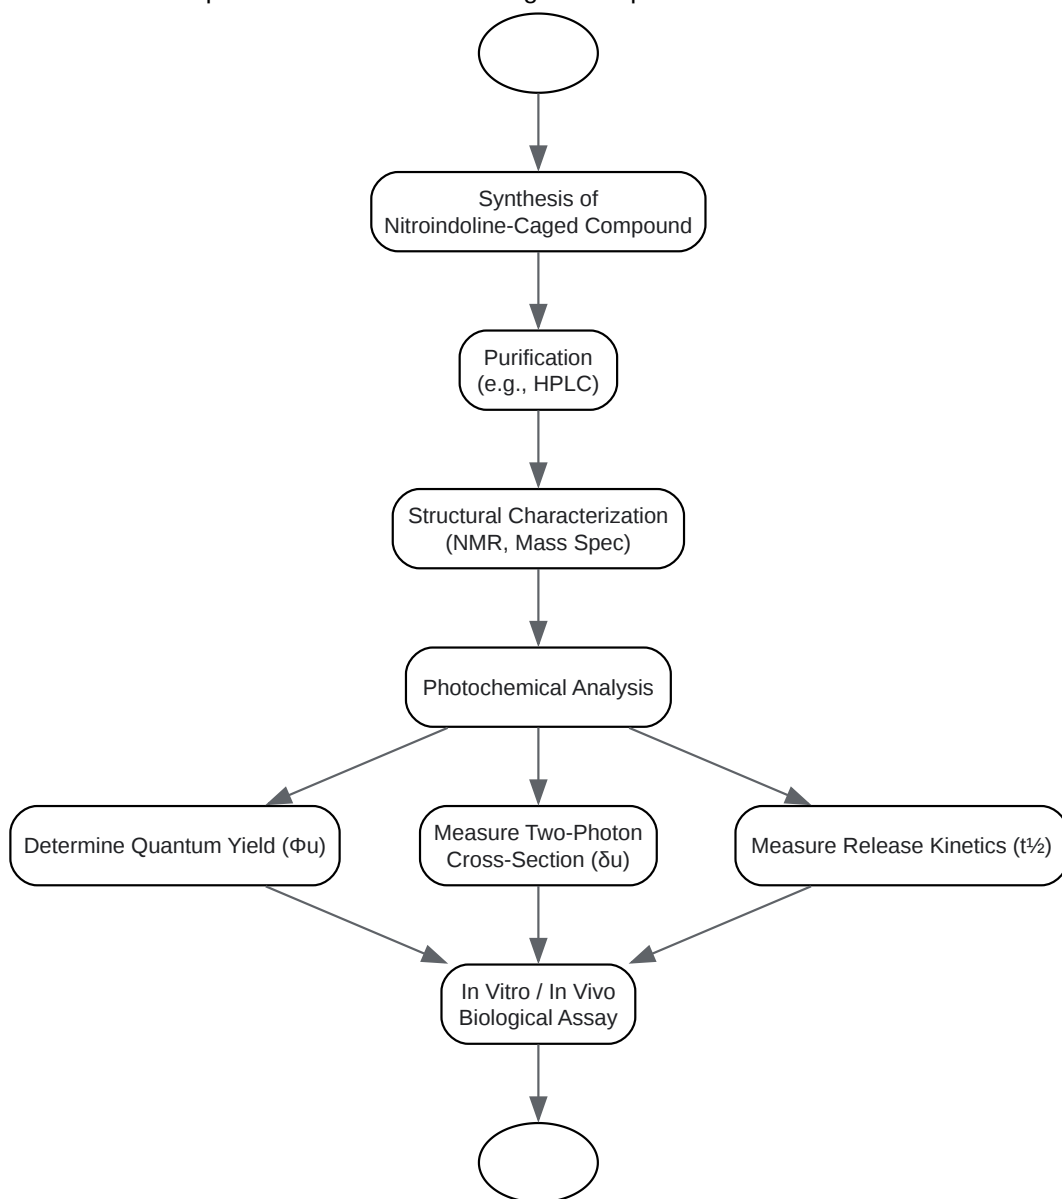 Synthesis of
Nitroindoline-Caged Compound
Purification
(e.g., HPLC)
Structural Characterization
(NMR, Mass Spec)
Photochemical Analysis
Determine Quantum Yield (Φu)
Measure Two-Photon
Cross-Section (δu)
Measure Release Kinetics (t½)
In Vitro / In Vivo
Biological Assay